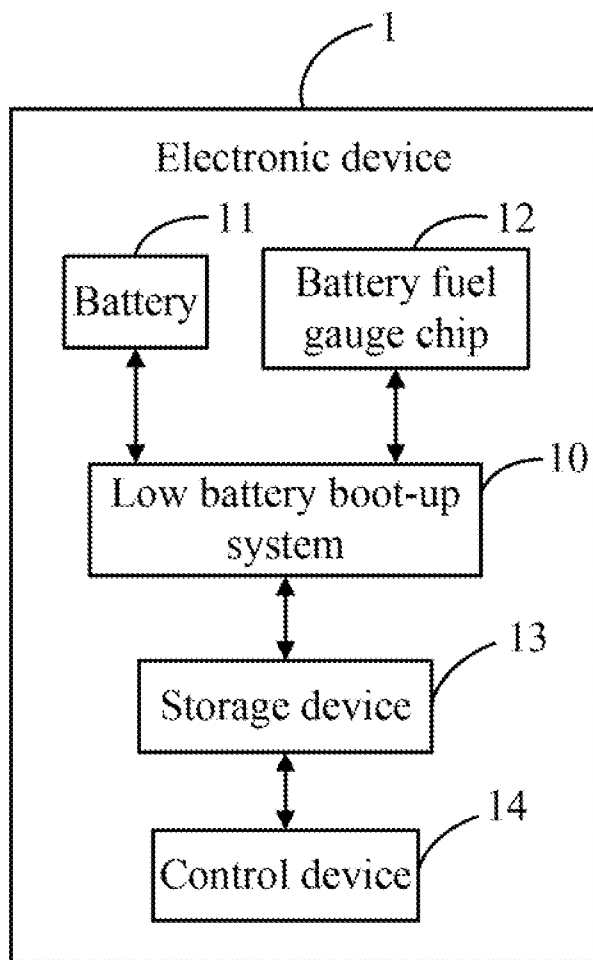 1
Electronic device
11
12
Battery
Battery fuel
gauge chip
10
Low battery boot-up
system
13
Storage device
14
Control device